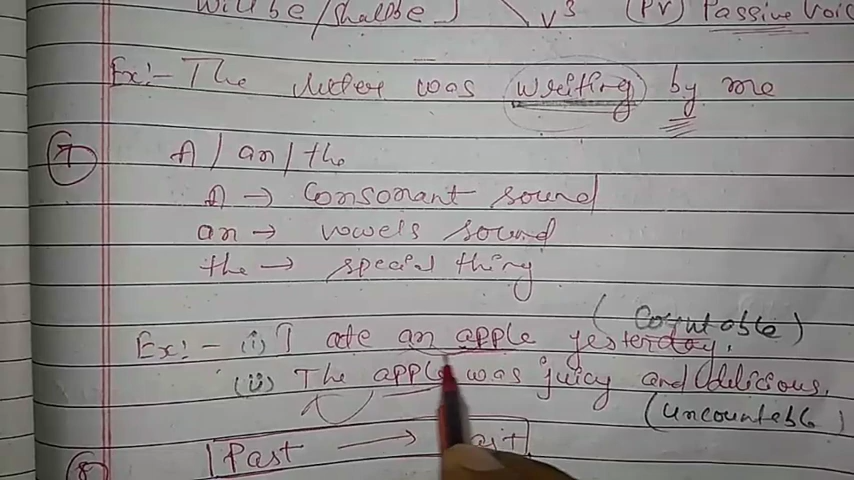 will be / shall be V3 (PV) Passive Voic
Ex:- The letter was writing by me
7 A / an / the
A → Consonant sound
an → vowels sound
the → special thing
(Countable)
Ex:- (i) I ate an apple yesterday.
(ii) The apple was juicy and delicious.
(Uncountable)
8 Past →